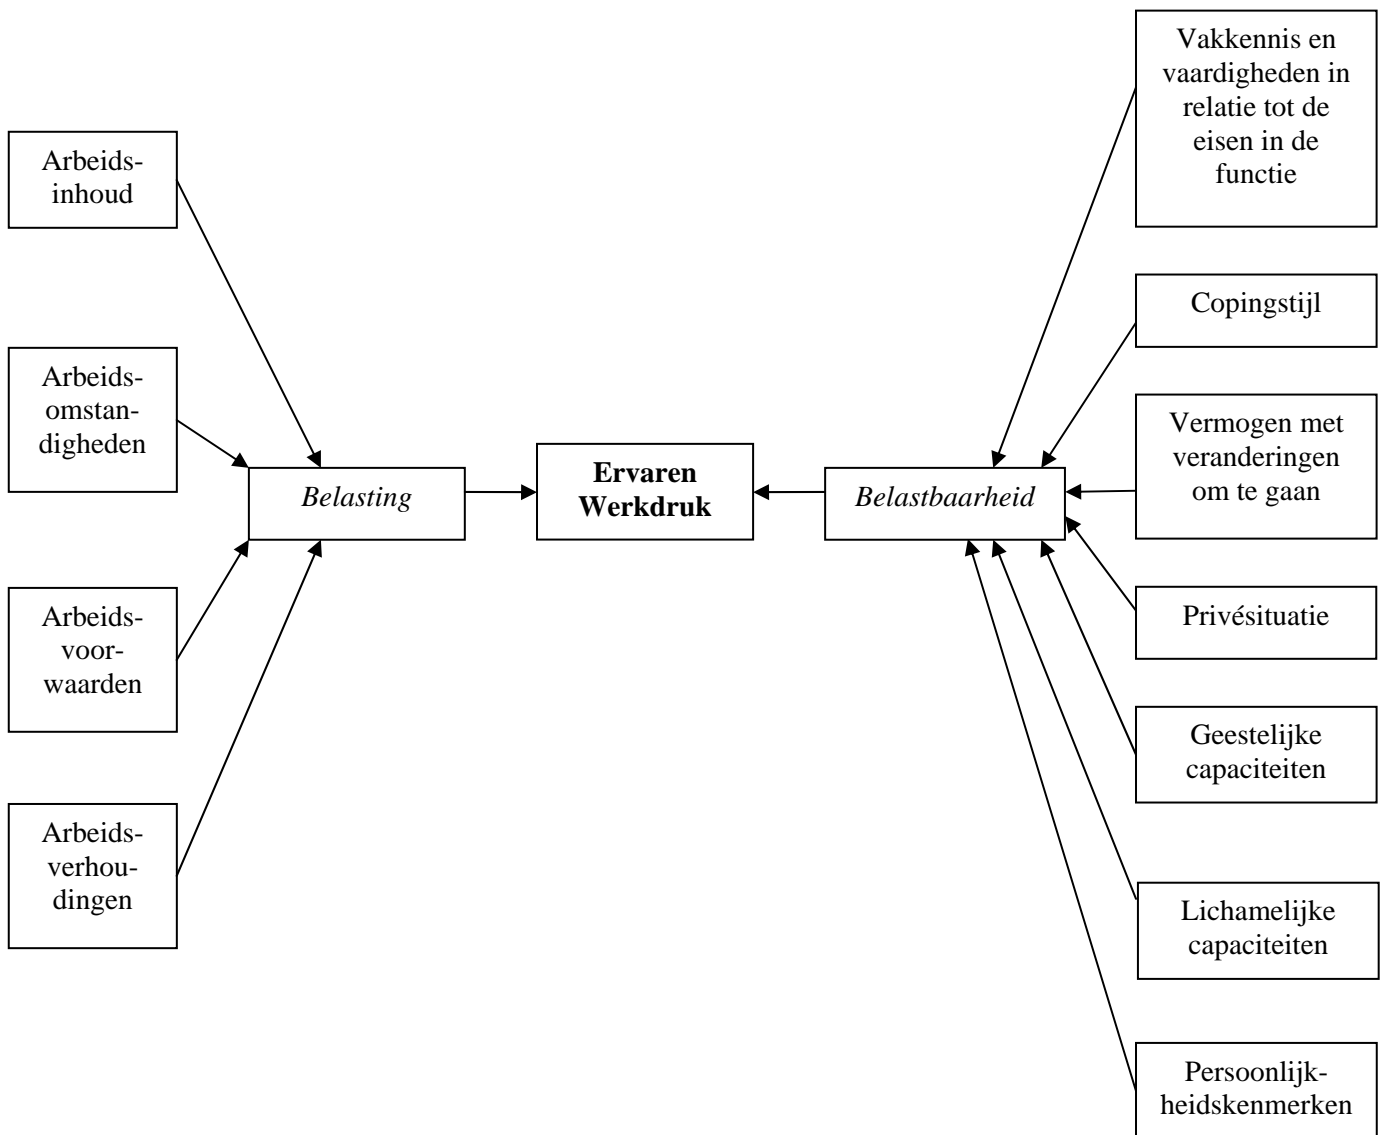 Arbeids-
inhoud
Arbeids-
omstan-
digheden
Arbeids-
voor-
waarden
Arbeids-
verhou-
dingen
Belasting
Ervaren
Werkdruk
Belastbaarheid
Vakkennis en
vaardigheden in
relatie tot de
eisen in de
functie
Copingstijl
Vermogen met
veranderingen
om te gaan
Privésituatie
Geestelijke
capaciteiten
Lichamelijke
capaciteiten
Persoonlijk-
heidskenmerken